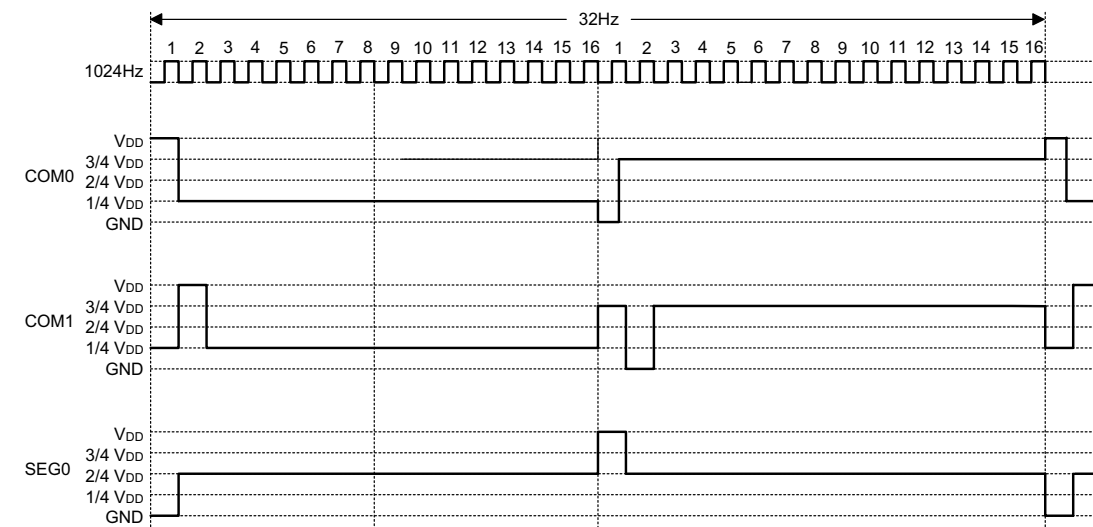 32Hz
1 2 3 4 5 6 7 8 9 10 11 12 13 14 15 16 1 2 3 4 5 6 7 8 9 10 11 12 13 14 15 16
1024Hz
VDD
3/4 VDD
COM0
2/4 VDD
1/4 VDD
GND
VDD
3/4 VDD
COM1
2/4 VDD
1/4 VDD
GND
VDD
3/4 VDD
SEG0
2/4 VDD
1/4 VDD
GND